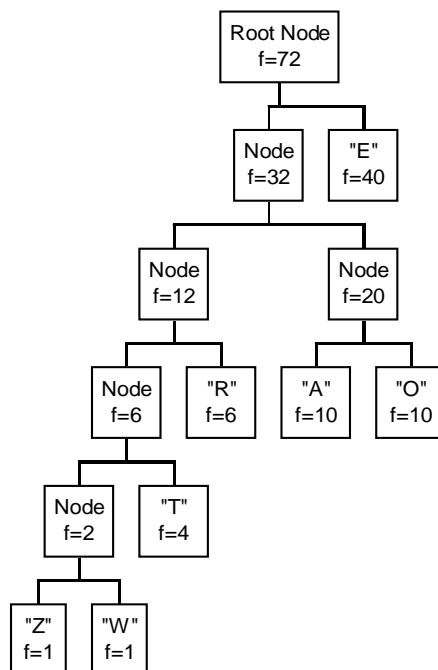 Root Node
f=72
Node
f=32
"E"
f=40
Node
f=12
Node
f=20
Node
f=6
"R"
f=6
"A"
f=10
"O"
f=10
Node
f=2
"T"
f=4
"Z"
f=1
"W"
f=1